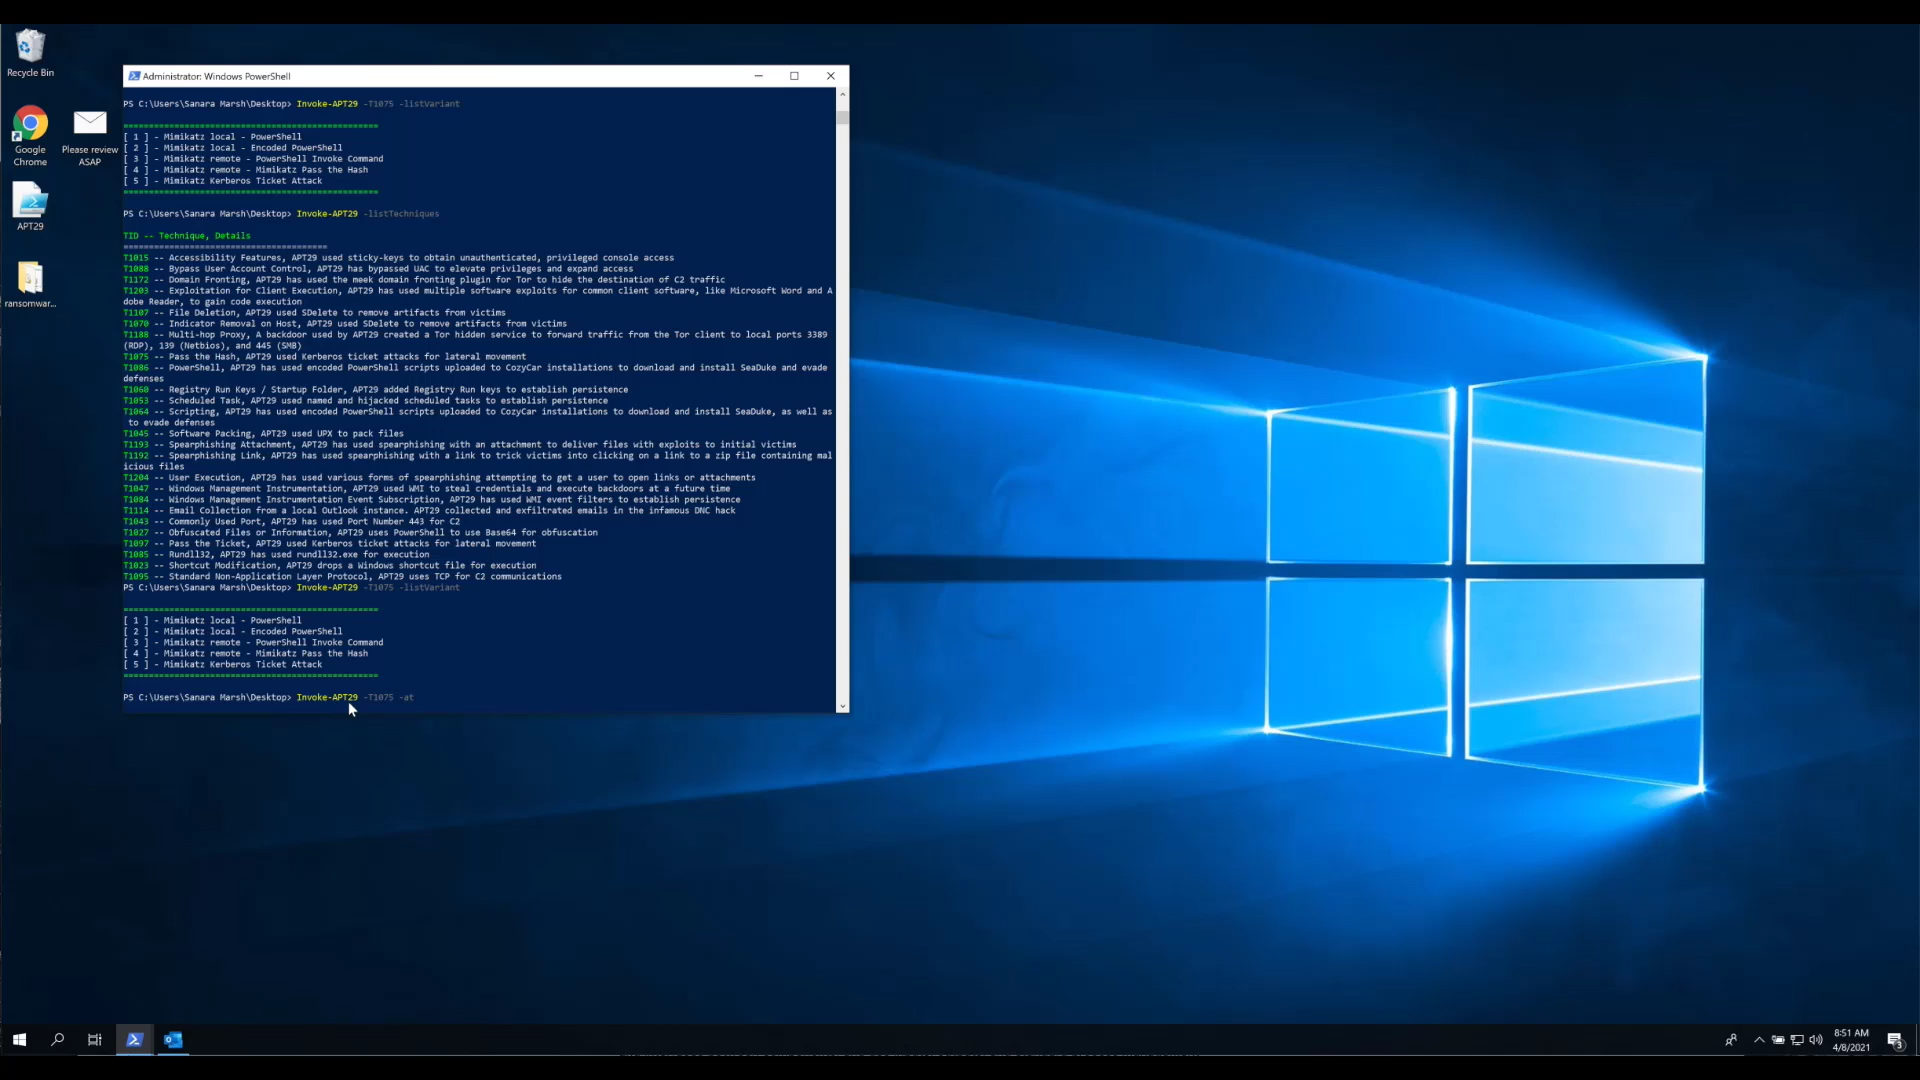 Recycle Bin
Google
Chrome
Please review
ASAP
APT29
ransomwar...
Administrator: Windows PowerShell
PS C:\Users\Sanara Marsh\Desktop> Invoke-APT29 -T1075 -listVariant
==================================================
[ 1 ] - Mimikatz local - PowerShell
[ 2 ] - Mimikatz local - Encoded PowerShell
[ 3 ] - Mimikatz remote - PowerShell Invoke Command
[ 4 ] - Mimikatz remote - Mimikatz Pass the Hash
[ 5 ] - Mimikatz Kerberos Ticket Attack
==================================================
PS C:\Users\Sanara Marsh\Desktop> Invoke-APT29 -listTechniques
TID -- Technique, Details
========================================
T1015 -- Accessibility Features, APT29 used sticky-keys to obtain unauthenticated, privileged console access
T1088 -- Bypass User Account Control, APT29 has bypassed UAC to elevate privileges and expand access
T1172 -- Domain Fronting, APT29 has used the meek domain fronting plugin for Tor to hide the destination of C2 traffic
T1203 -- Exploitation for Client Execution, APT29 has used multiple software exploits for common client software, like Microsoft Word and A
dobe Reader, to gain code execution
T1107 -- File Deletion, APT29 used SDelete to remove artifacts from victims
T1070 -- Indicator Removal on Host, APT29 used SDelete to remove artifacts from victims
T1188 -- Multi-hop Proxy, A backdoor used by APT29 created a Tor hidden service to forward traffic from the Tor client to local ports 3389
(RDP), 139 (Netbios), and 445 (SMB)
T1075 -- Pass the Hash, APT29 used Kerberos ticket attacks for lateral movement
T1086 -- PowerShell, APT29 has used encoded PowerShell scripts uploaded to CozyCar installations to download and install SeaDuke and evade
defenses
T1060 -- Registry Run Keys / Startup Folder, APT29 added Registry Run keys to establish persistence
T1053 -- Scheduled Task, APT29 used named and hijacked scheduled tasks to establish persistence
T1064 -- Scripting, APT29 has used encoded PowerShell scripts uploaded to CozyCar installations to download and install SeaDuke, as well as
to evade defenses
T1045 -- Software Packing, APT29 used UPX to pack files
T1193 -- Spearphishing Attachment, APT29 has used spearphishing with an attachment to deliver files with exploits to initial victims
T1192 -- Spearphishing Link, APT29 has used spearphishing with a link to trick victims into clicking on a link to a zip file containing mal
icious files
T1204 -- User Execution, APT29 has used various forms of spearphishing attempting to get a user to open links or attachments
T1047 -- Windows Management Instrumentation, APT29 used WMI to steal credentials and execute backdoors at a future time
T1084 -- Windows Management Instrumentation Event Subscription, APT29 has used WMI event filters to establish persistence
T1114 -- Email Collection from a local Outlook instance. APT29 collected and exfiltrated emails in the infamous DNC hack
T1043 -- Commonly Used Port, APT29 has used Port Number 443 for C2
T1027 -- Obfuscated Files or Information, APT29 uses PowerShell to use Base64 for obfuscation
T1097 -- Pass the Ticket, APT29 used Kerberos ticket attacks for lateral movement
T1085 -- Rundll32, APT29 has used rundll32.exe for execution
T1023 -- Shortcut Modification, APT29 drops a Windows shortcut file for execution
T1095 -- Standard Non-Application Layer Protocol, APT29 uses TCP for C2 communications
PS C:\Users\Sanara Marsh\Desktop> Invoke-APT29 -T1075 -listVariant
==================================================
[ 1 ] - Mimikatz local - PowerShell
[ 2 ] - Mimikatz local - Encoded PowerShell
[ 3 ] - Mimikatz remote - PowerShell Invoke Command
[ 4 ] - Mimikatz remote - Mimikatz Pass the Hash
[ 5 ] - Mimikatz Kerberos Ticket Attack
==================================================
PS C:\Users\Sanara Marsh\Desktop> Invoke-APT29 -T1075 -at
8:51 AM
4/8/2021
3